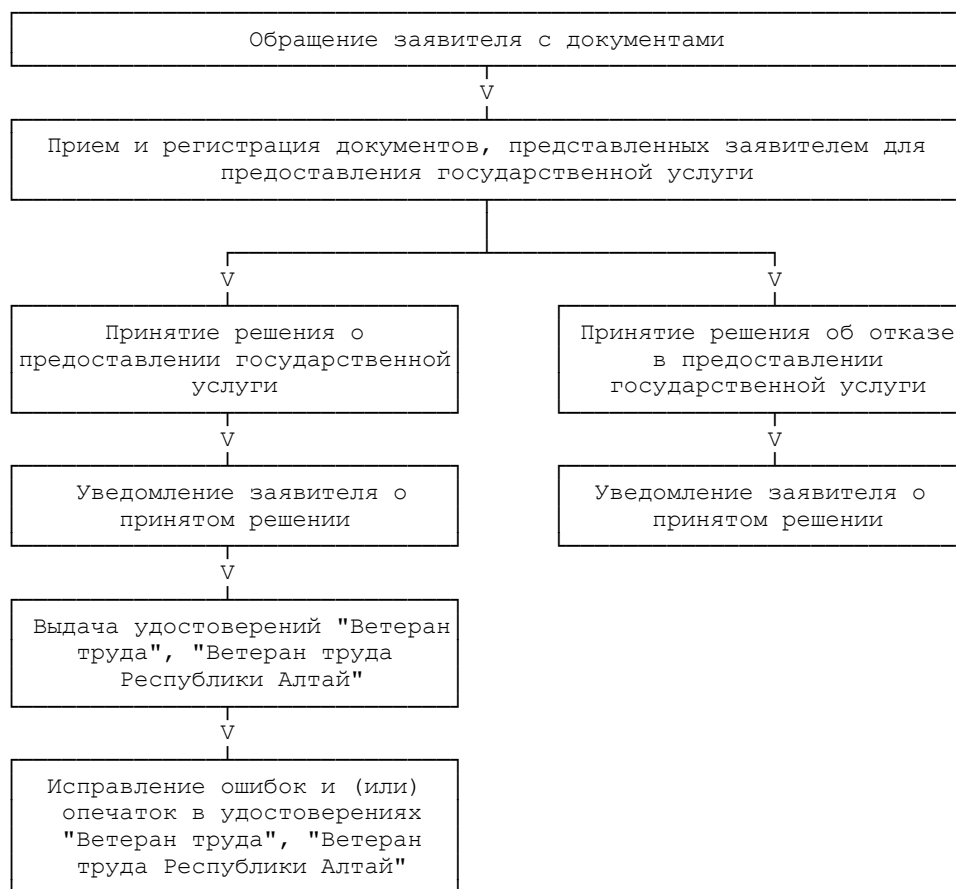 Обращение заявителя с документами
V
Прием и регистрация документов, представленных заявителем для
предоставления государственной услуги
V
V
Принятие решения о
предоставлении государственной
услуги
Принятие решения об отказе
в предоставлении
государственной услуги
V
V
Уведомление заявителя о
принятом решении
Уведомление заявителя о
принятом решении
V
Выдача удостоверений "Ветеран
труда", "Ветеран труда
Республики Алтай"
V
Исправление ошибок и (или)
опечаток в удостоверениях
"Ветеран труда", "Ветеран
труда Республики Алтай"